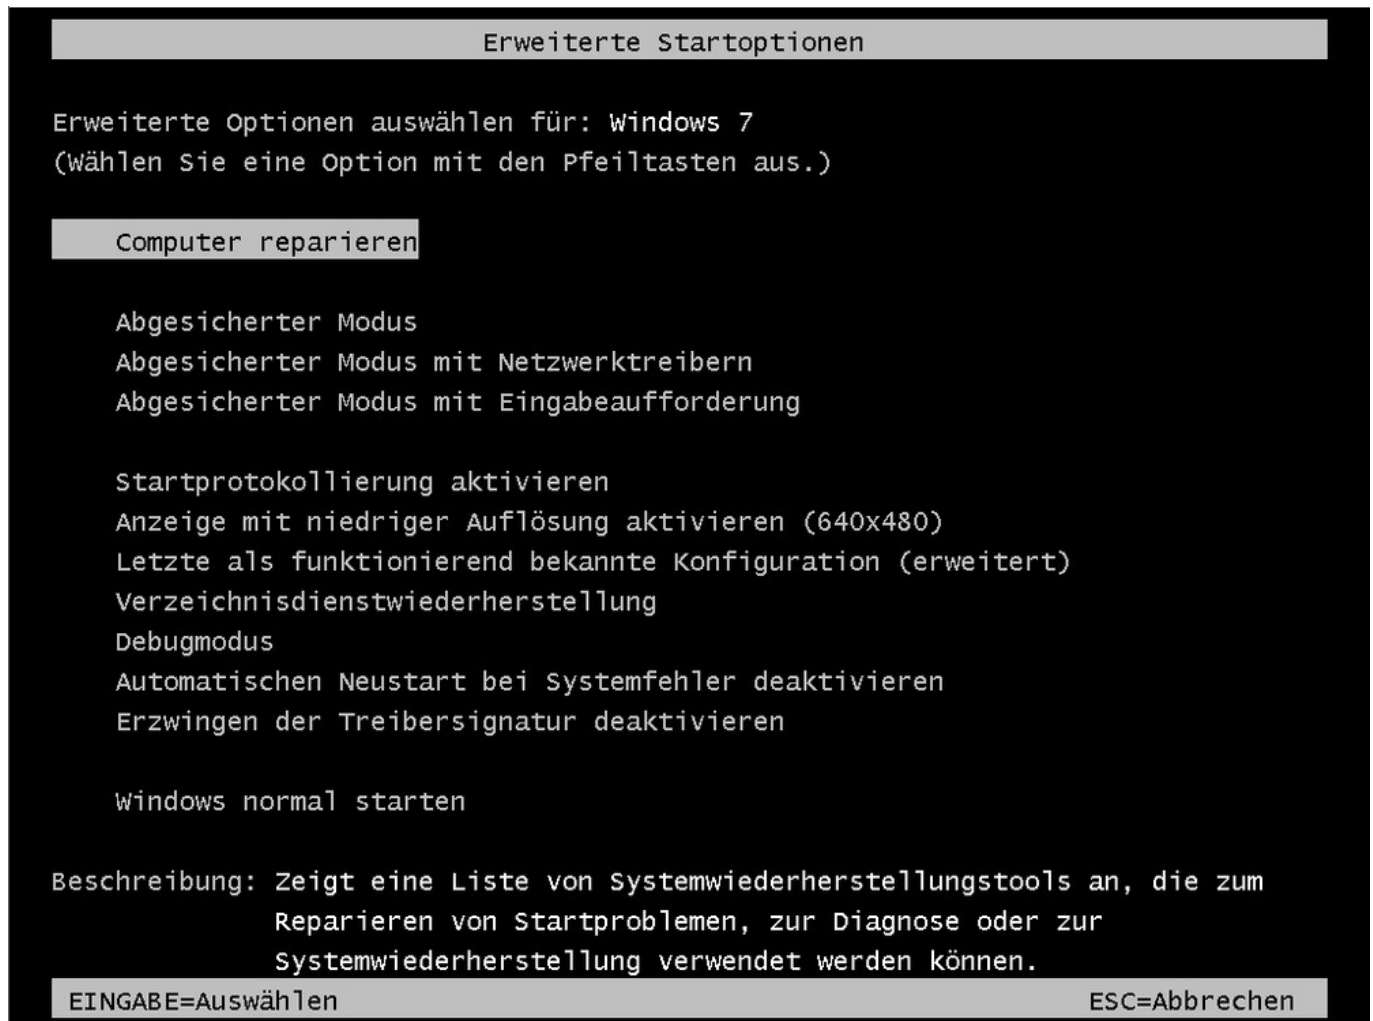 Erweiterte Startoptionen
Erweiterte Optionen auswählen für: Windows 7
(Wählen Sie eine Option mit den Pfeiltasten aus.)
Computer reparieren
Abgesicherter Modus
Abgesicherter Modus mit Netzwerktreibern
Abgesicherter Modus mit Eingabeaufforderung
Startprotokollierung aktivieren
Anzeige mit niedriger Auflösung aktivieren (640x480)
Letzte als funktionierend bekannte Konfiguration (erweitert)
Verzeichnisdienstwiederherstellung
Debugmodus
Automatischen Neustart bei Systemfehler deaktivieren
Erzwingen der Treibersignatur deaktivieren
Windows normal starten
Beschreibung: Zeigt eine Liste von Systemwiederherstellungstools an, die zum
Reparieren von Startproblemen, zur Diagnose oder zur
Systemwiederherstellung verwendet werden können.
EINGABE=Auswählen ESC=Abbrechen